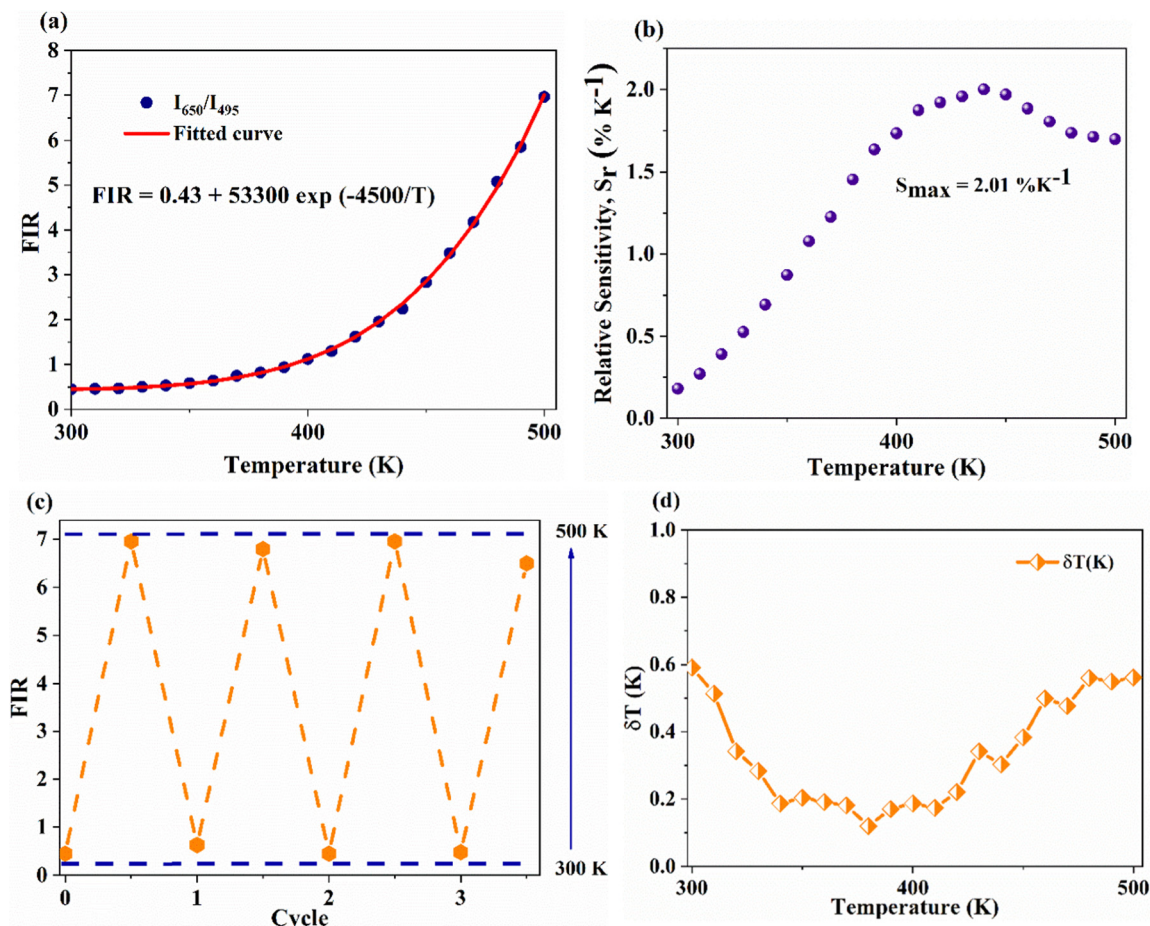 (a)
8
7
6
5
4
3
2
1
0
FIR
I650/I495
Fitted curve
FIR = 0.43 + 53300 exp (-4500/T)
300
400
500
Temperature (K)
(b)
2.0
1.5
1.0
0.5
0.0
Relative Sensitivity, Sr (% K-1)
Smax = 2.01 %K-1
300
400
500
Temperature (K)
(c)
7
6
5
4
3
2
1
0
FIR
500 K
300 K
0
1
2
3
Cycle
(d)
1.0
0.8
0.6
0.4
0.2
0.0
δT (K)
δT(K)
300
400
500
Temperature (K)